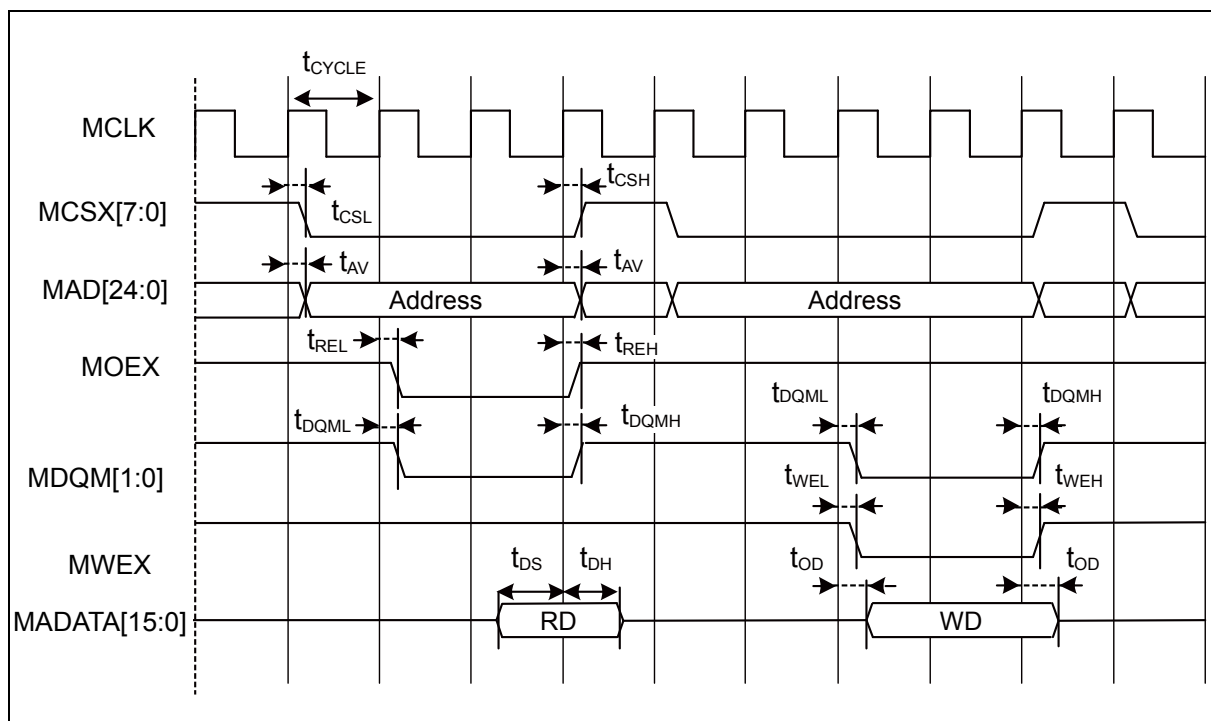 tCYCLE
MCLK
tCSH
MCSX[7:0]
tCSL
tAV
tAV
MAD[24:0]
Address
Address
tREL
tREH
MOEX
tDQML
tDQMH
tDQML
tDQMH
MDQM[1:0]
tWEL
tWEH
MWEX
tDS
tDH
tOD
tOD
MADATA[15:0]
RD
WD